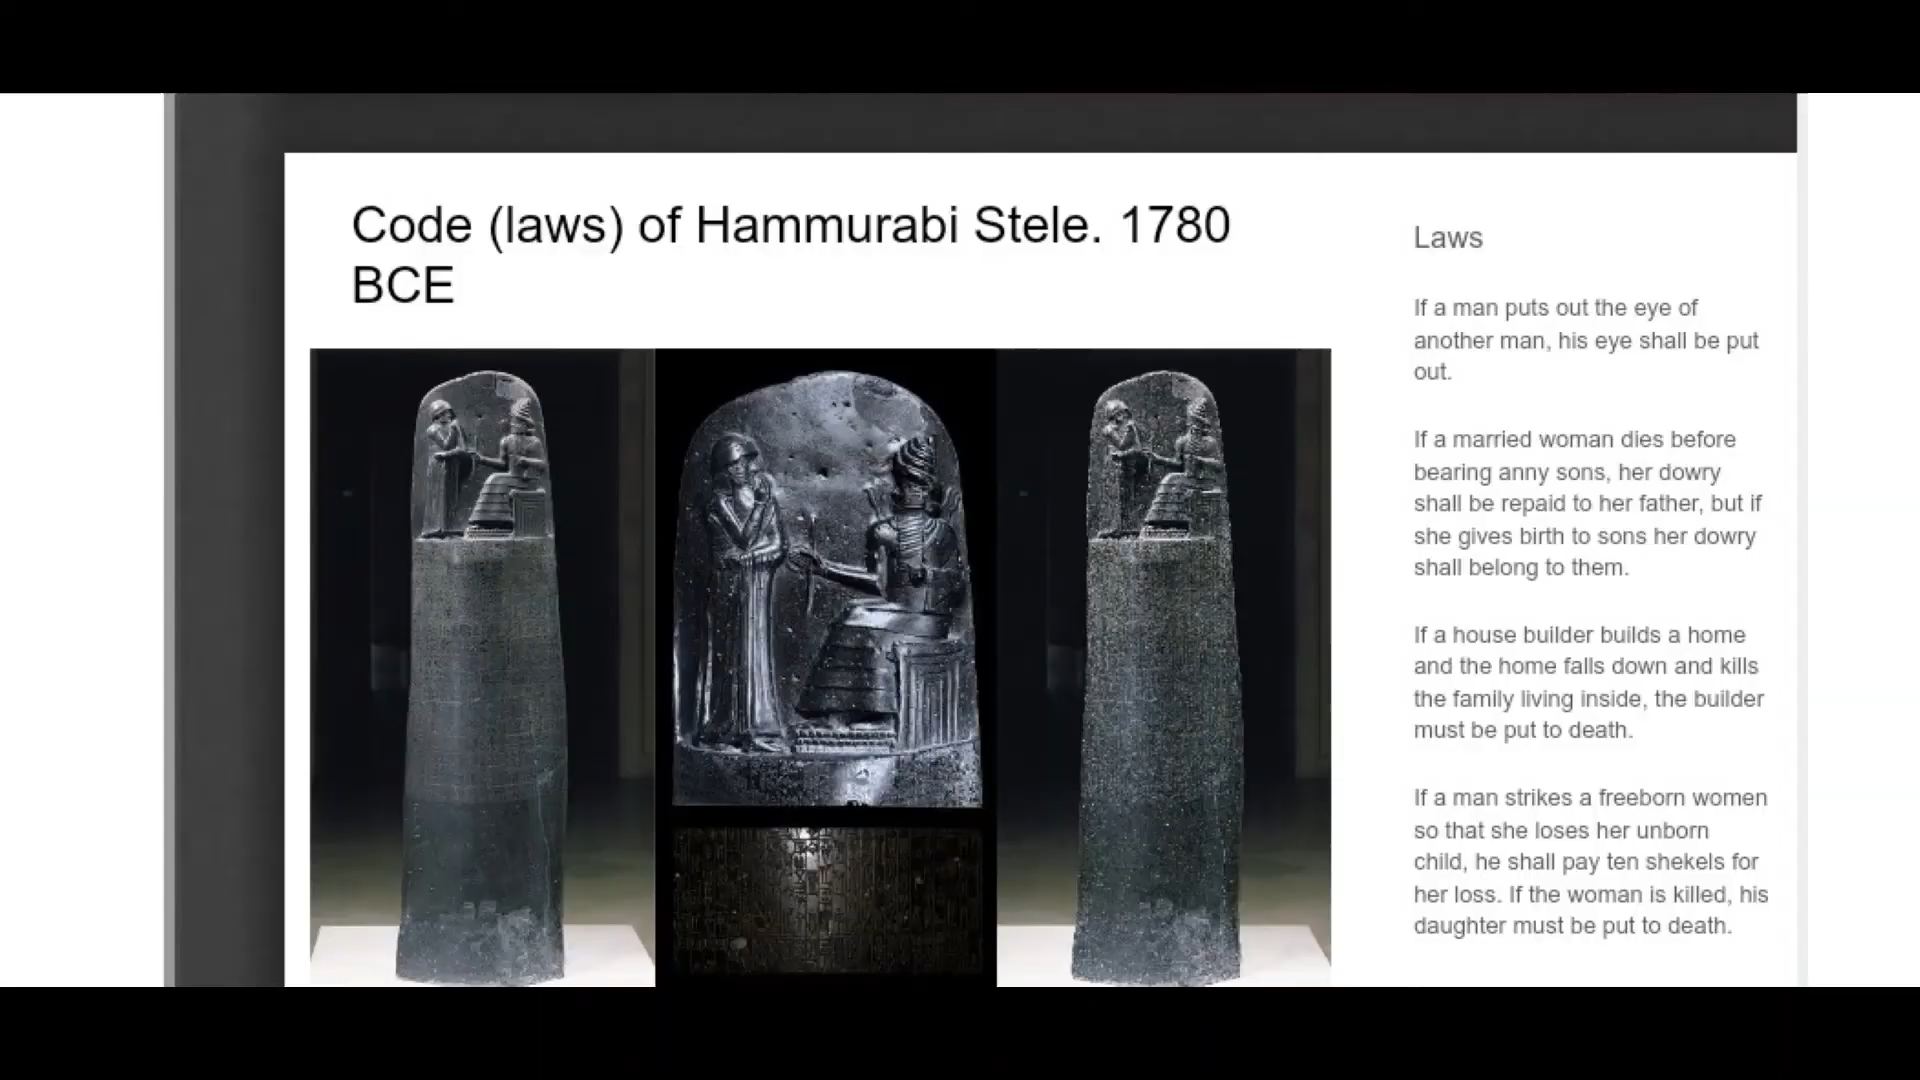 Code (laws) of Hammurabi Stele. 1780
BCE
Laws
If a man puts out the eye of
another man, his eye shall be put
out.
If a married woman dies before
bearing anny sons, her dowry
shall be repaid to her father, but if
she gives birth to sons her dowry
shall belong to them.
If a house builder builds a home
and the home falls down and kills
the family living inside, the builder
must be put to death.
If a man strikes a freeborn women
so that she loses her unborn
child, he shall pay ten shekels for
her loss. If the woman is killed, his
daughter must be put to death.